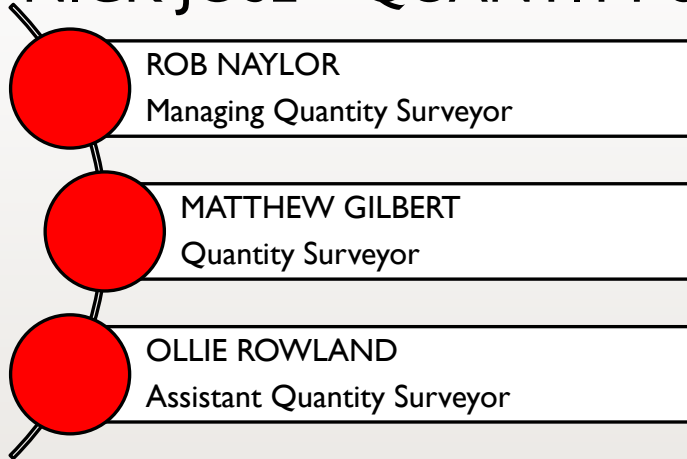 ROB NAYLOR
Managing Quantity Surveyor
MATTHEW GILBERT
Quantity Surveyor
OLLIE ROWLAND
Assistant Quantity Surveyor